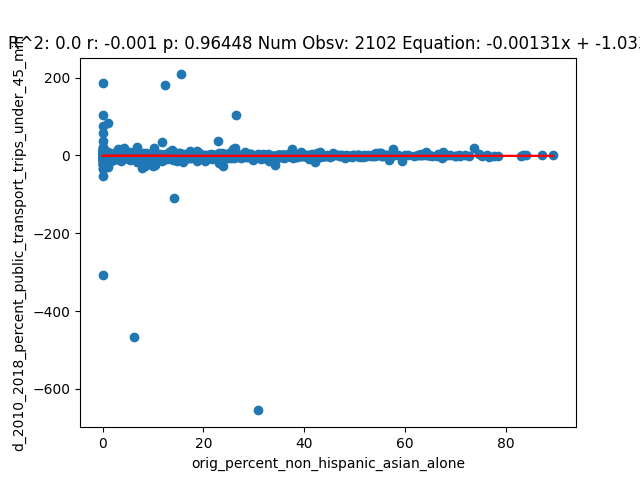 R^2: 0.0 r: -0.001 p: 0.96448 Num Obsv: 2102 Equation: -0.00131x + -1.03
d_2010_2018_percent_public_transport_trips_under_45_min
200
0
−200
−400
−600
0 20 40 60 80
orig_percent_non_hispanic_asian_alone